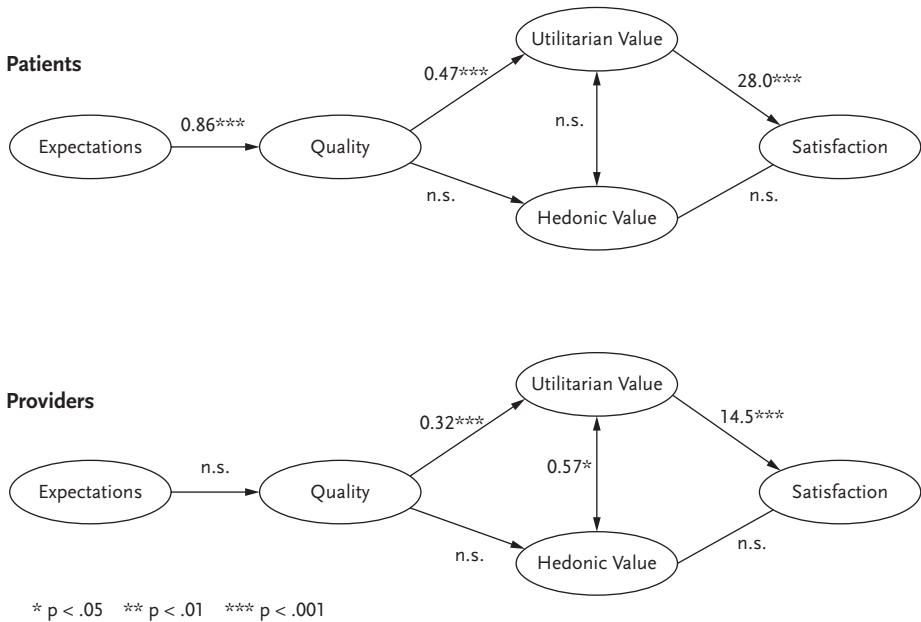 Patients
Utilitarian Value
0.47***
28.0***
0.86***
n.s.
Expectations
Quality
Satisfaction
n.s.
n.s.
Hedonic Value
Providers
Utilitarian Value
0.32***
14.5***
n.s.
0.57*
Expectations
Quality
Satisfaction
n.s.
n.s.
Hedonic Value
* p < .05 ** p < .01 *** p < .001